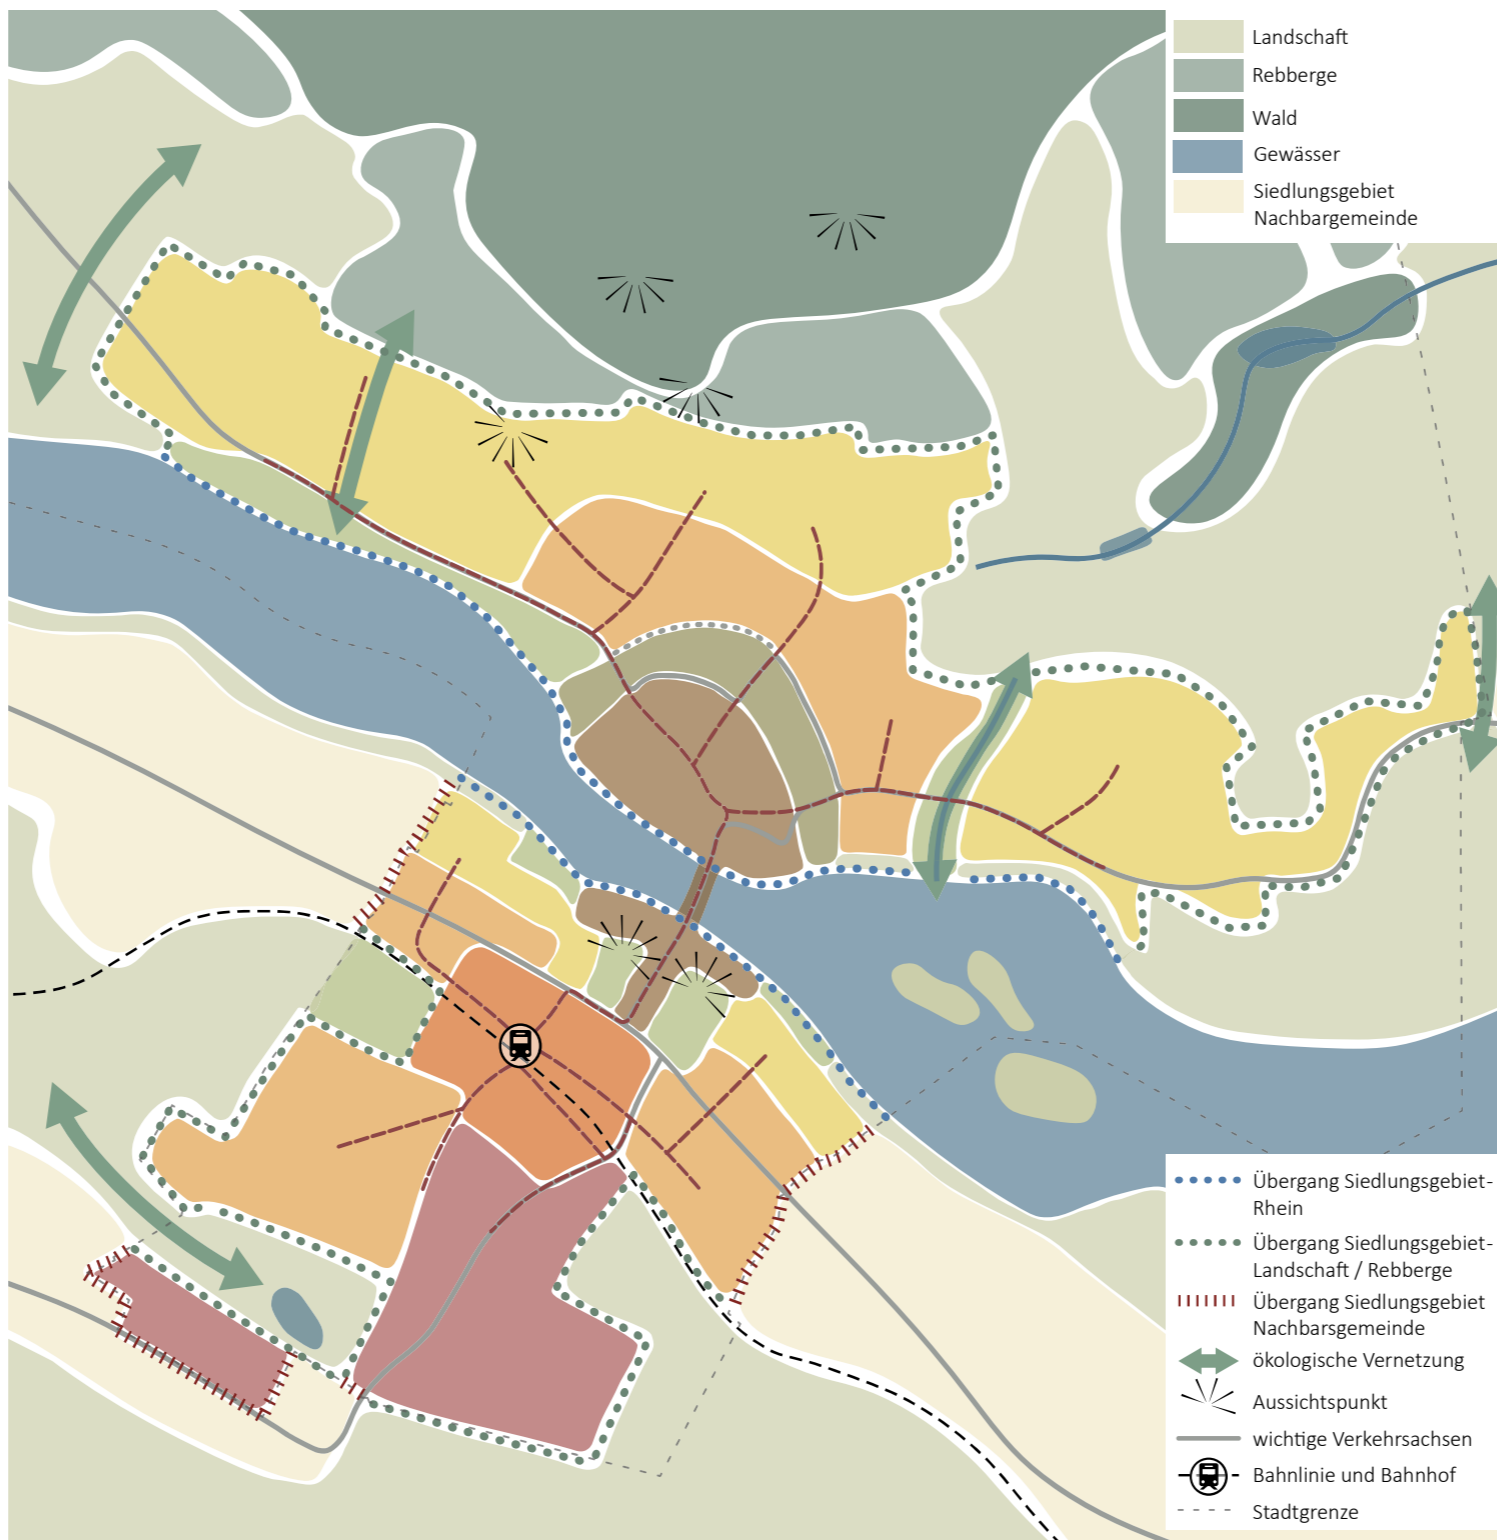 Landschaft
Rebberge
Wald
Gewässer
Siedlungsgebiet
Nachbargemeinde
Übergang Siedlungsgebiet-
Rhein
Übergang Siedlungsgebiet-
Landschaft / Rebberge
Übergang Siedlungsgebiet
Nachbarsgemeinde
ökologische Vernetzung
Aussichtspunkt
wichtige Verkehrsachsen
Bahnlinie und Bahnhof
Stadtgrenze